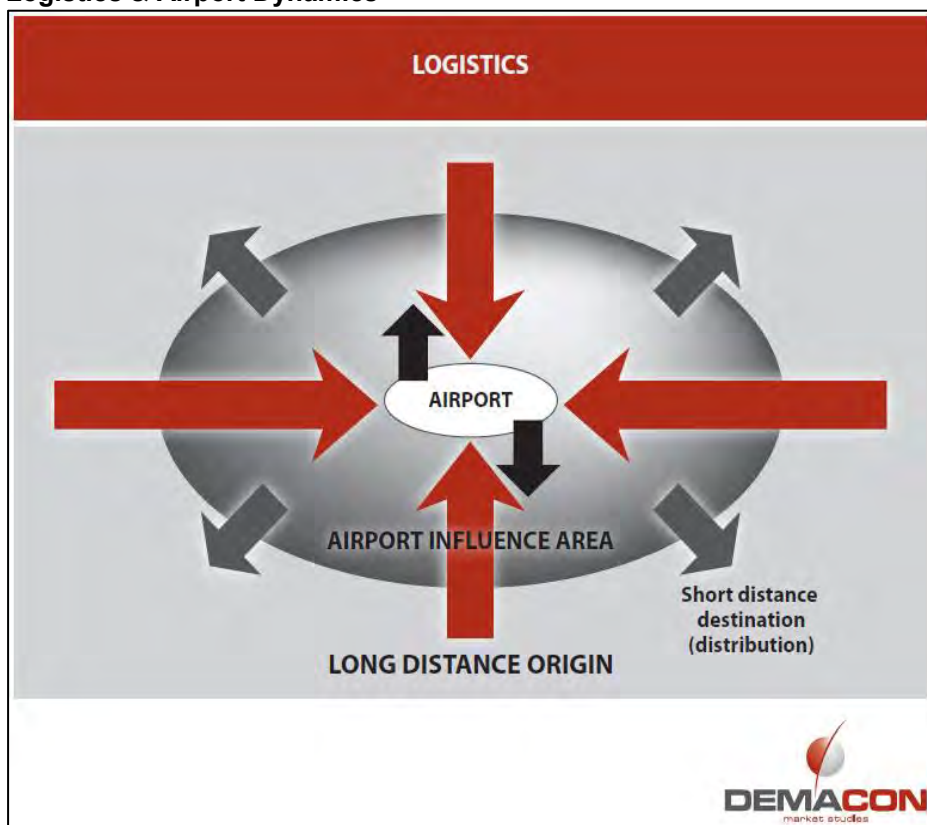 Logistics & Airport Dynamics
LOGISTICS
AIRPORT
AIRPORT INFLUENCE AREA
Short distance
destination
(distribution)
LONG DISTANCE ORIGIN
DEMACON
market studies